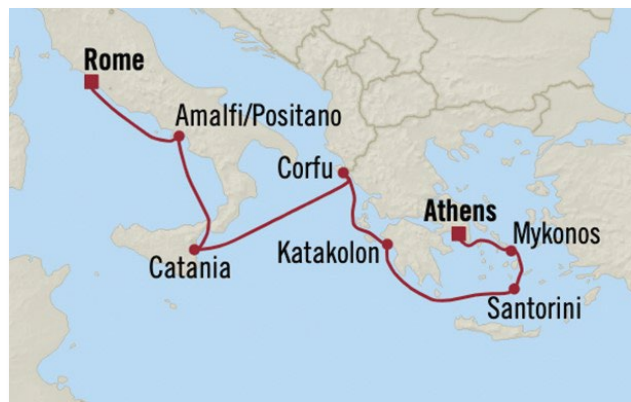 Rome
Amalfi/Positano
Corfu
Athens
Mykonos
Katakolon
Catania
Santorini